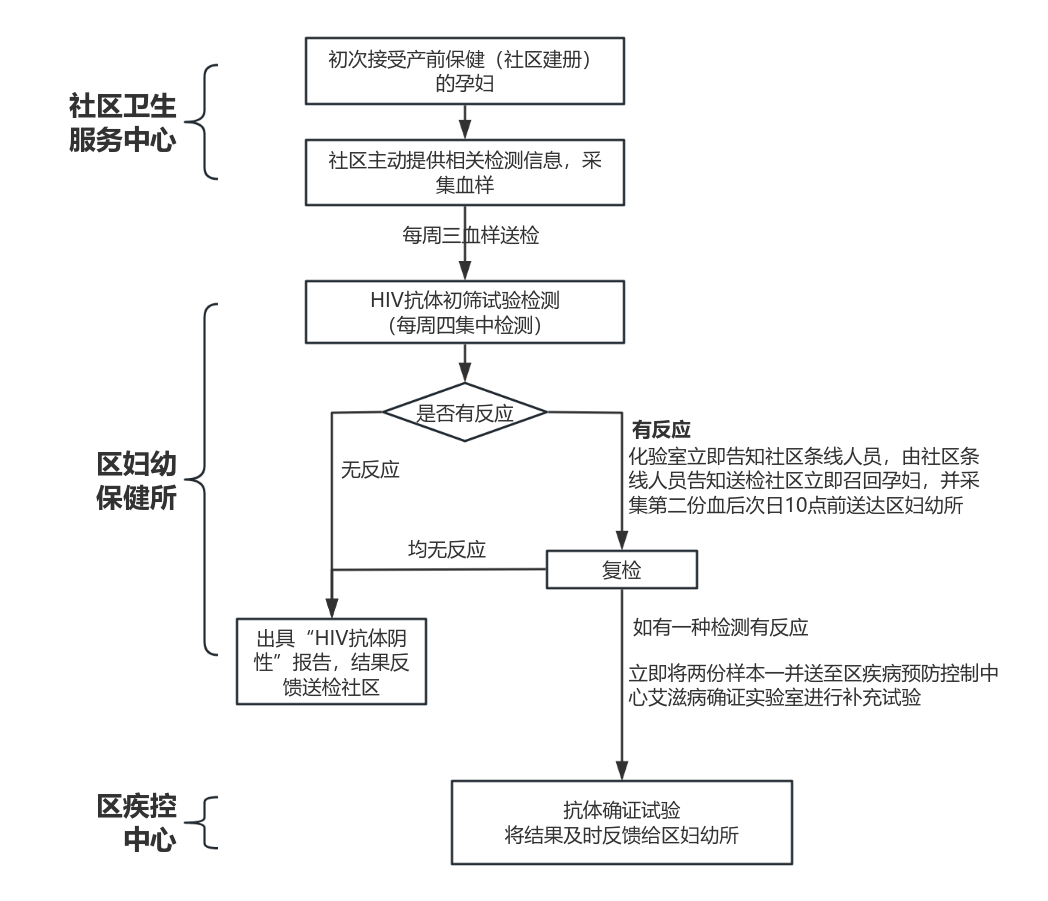 初次接受产前保健（社区建册）
的孕妇
社区卫生
服务中心
社区主动提供相关检测信息，采
集血样
每周三血样送检
HIV抗体初筛试验检测
（每周四集中检测）
是否有反应
有反应
化验室立即告知社区条线人员，由社区条
线人员告知送检社区立即召回孕妇，并采
集第二份血后次日10点前送达区妇幼所
无反应
区妇幼
保健所
均无反应
复检
如有一种检测有反应
出具“HIV抗体阴
性”报告，结果反
馈送检社区
立即将两份样本一并送至区疾病预防控制中
心艾滋病确证实验室进行补充试验
区疾控
中心
抗体确证试验
将结果及时反馈给区妇幼所